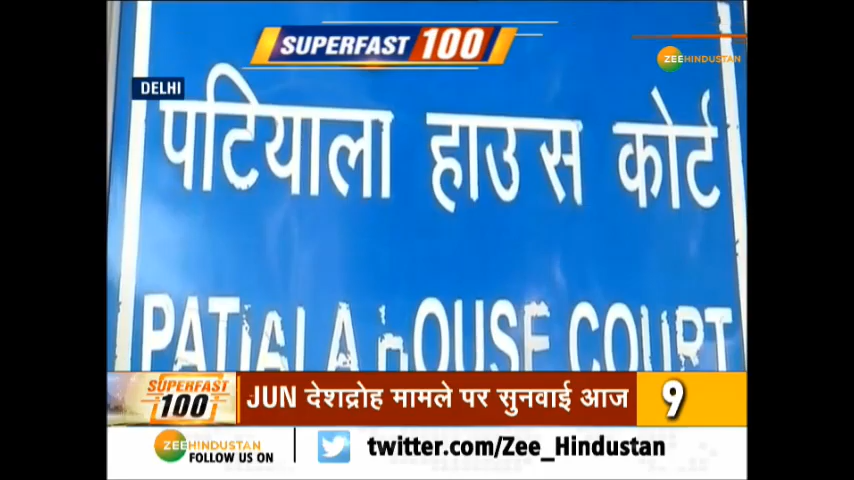 SUPERFAST 100
ZEEHINDUSTAN
DELHI
पटियाला हाउस कोर्ट
PATIALA HOUSE COURT
SUPERFAST
100
JUN देशद्रोह मामले पर सुनवाई आज
9
ZEEHINDUSTAN
FOLLOW US ON
twitter.com/Zee_Hindustan